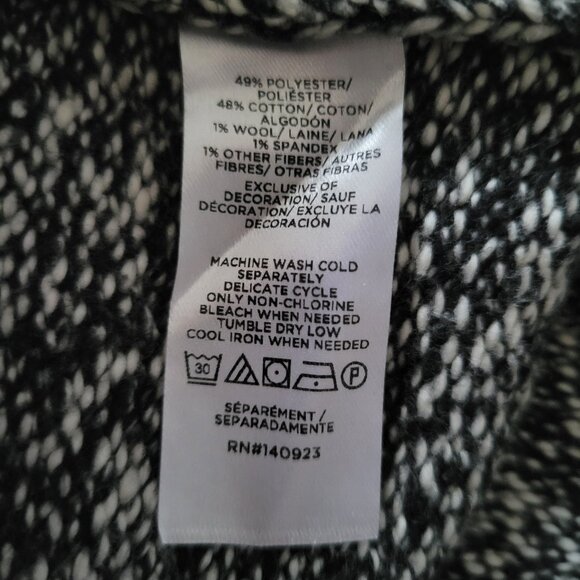 49% POLYESTER/
POLIÉSTER
48% COTTON/ COTON/
ALGODÓN
1% WOOL/ LAINE/ LANA
1% SPANDEX
1% OTHER FIBERS/ AUTRES
FIBRES/ OTRAS FIBRAS
EXCLUSIVE OF
DECORATION/ SAUF
DÉCORATION/ EXCLUYE LA
DECORACIÓN
MACHINE WASH COLD
SEPARATELY
DELICATE CYCLE
ONLY NON-CHLORINE
BLEACH WHEN NEEDED
TUMBLE DRY LOW
COOL IRON WHEN NEEDED
30 P
SÉPARÉMENT /
SEPARADAMENTE
RN#140923